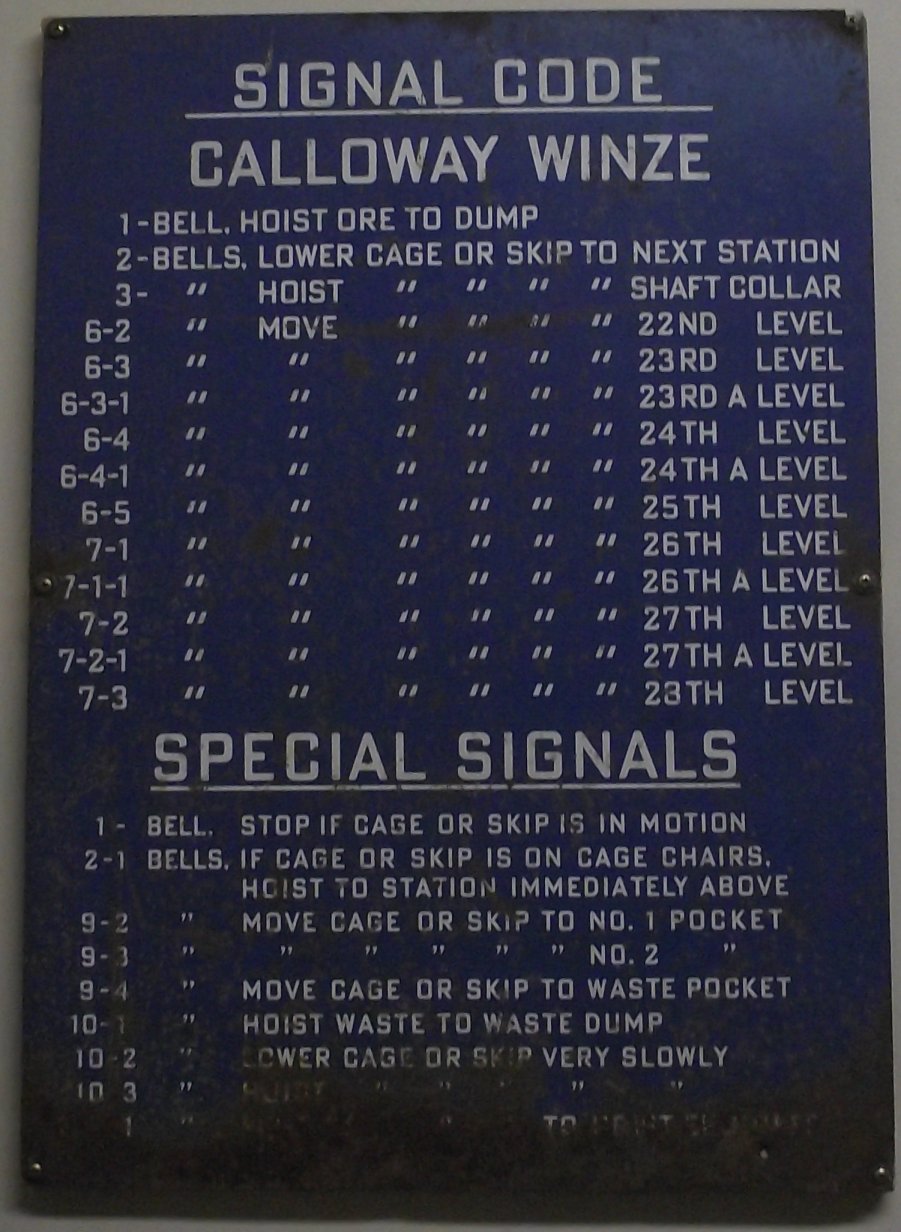 SIGNAL CODE
CALLOWAY WINZE
1-BELL. HOIST ORE TO DUMP
2-BELLS. LOWER CAGE OR SKIP TO NEXT STATION
3- " HOIST " " " " SHAFT COLLAR
6-2 " MOVE " " " " 22ND LEVEL
6-3 " " " " " " 23RD LEVEL
6-3-1 " " " " " " 23RD A LEVEL
6-4 " " " " " " 24TH LEVEL
6-4-1 " " " " " " 24TH A LEVEL
6-5 " " " " " " 25TH LEVEL
7-1 " " " " " " 26TH LEVEL
7-1-1 " " " " " " 26TH A LEVEL
7-2 " " " " " " 27TH LEVEL
7-2-1 " " " " " " 27TH A LEVEL
7-3 " " " " " " 28TH LEVEL
SPECIAL SIGNALS
1- BELL. STOP IF CAGE OR SKIP IS IN MOTION
2-1 BELLS. IF CAGE OR SKIP IS ON CAGE CHAIRS.
HOIST TO STATION IMMEDIATELY ABOVE
9-2 " MOVE CAGE OR SKIP TO NO. 1 POCKET
9-3 " " " " " " NO. 2 "
9-4 " MOVE CAGE OR SKIP TO WASTE POCKET
10-1 " HOIST WASTE TO WASTE DUMP
10-2 " LOWER CAGE OR SKIP VERY SLOWLY
10-3 " HOIST " " " " "
1 " " TO